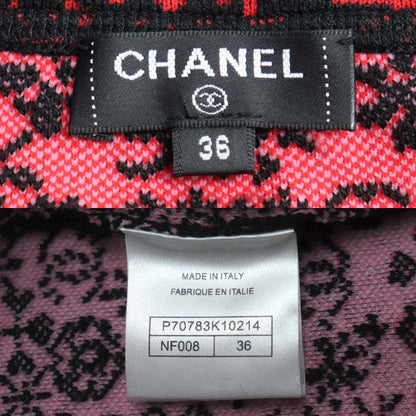 CHANEL
36
MADE IN ITALY
FABRIQUE EN ITALIE
P70783K10214
NF008 36